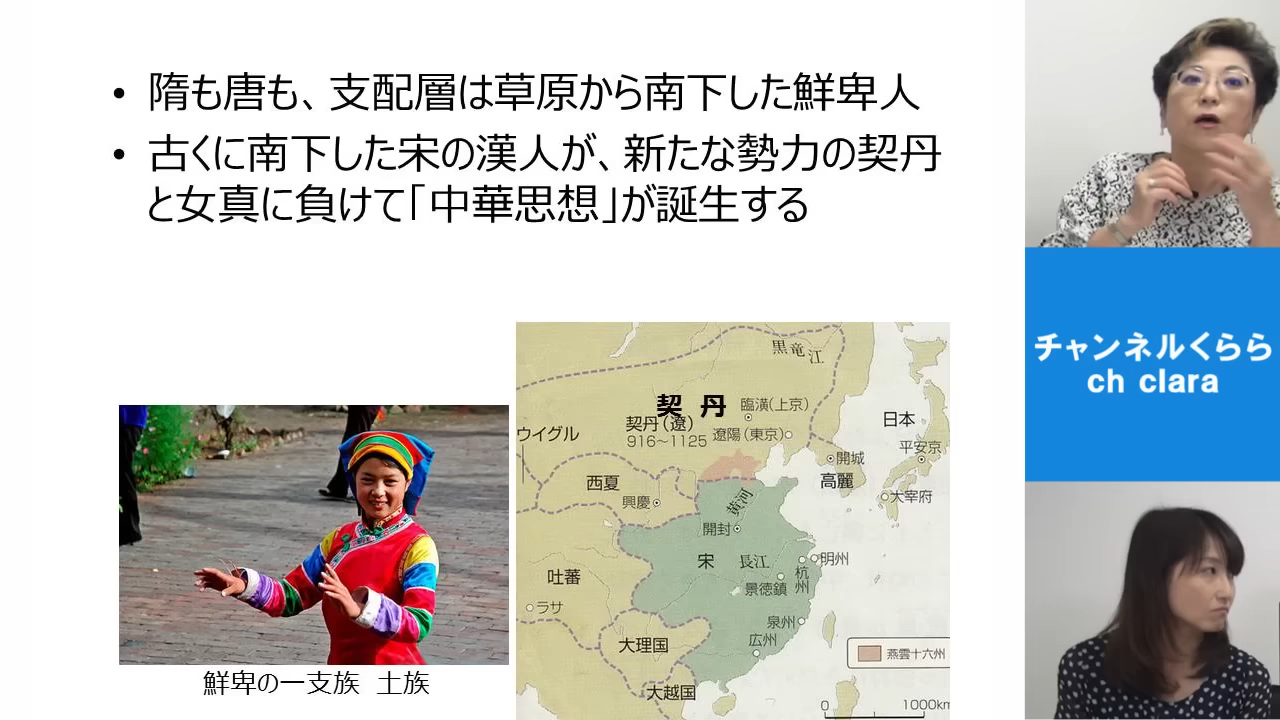 • 隋も唐も、支配層は草原から南下した鮮卑人
• 古くに南下した宋の漢人が、新たな勢力の契丹
と女真に負けて「中華思想」が誕生する
チャンネルくらら
ch clara
鮮卑の一支族 土族
黒竜江
契丹
臨潢(上京)
契丹(遼)
916~1125
遼陽(東京)
ウイグル
日本
平安京
開城
西夏
高麗
興慶
大宰府
黄河
開封
宋
長江
明州
杭州
吐蕃
景徳鎮
ラサ
泉州
広州
大理国
燕雲十六州
大越国
0
1000km